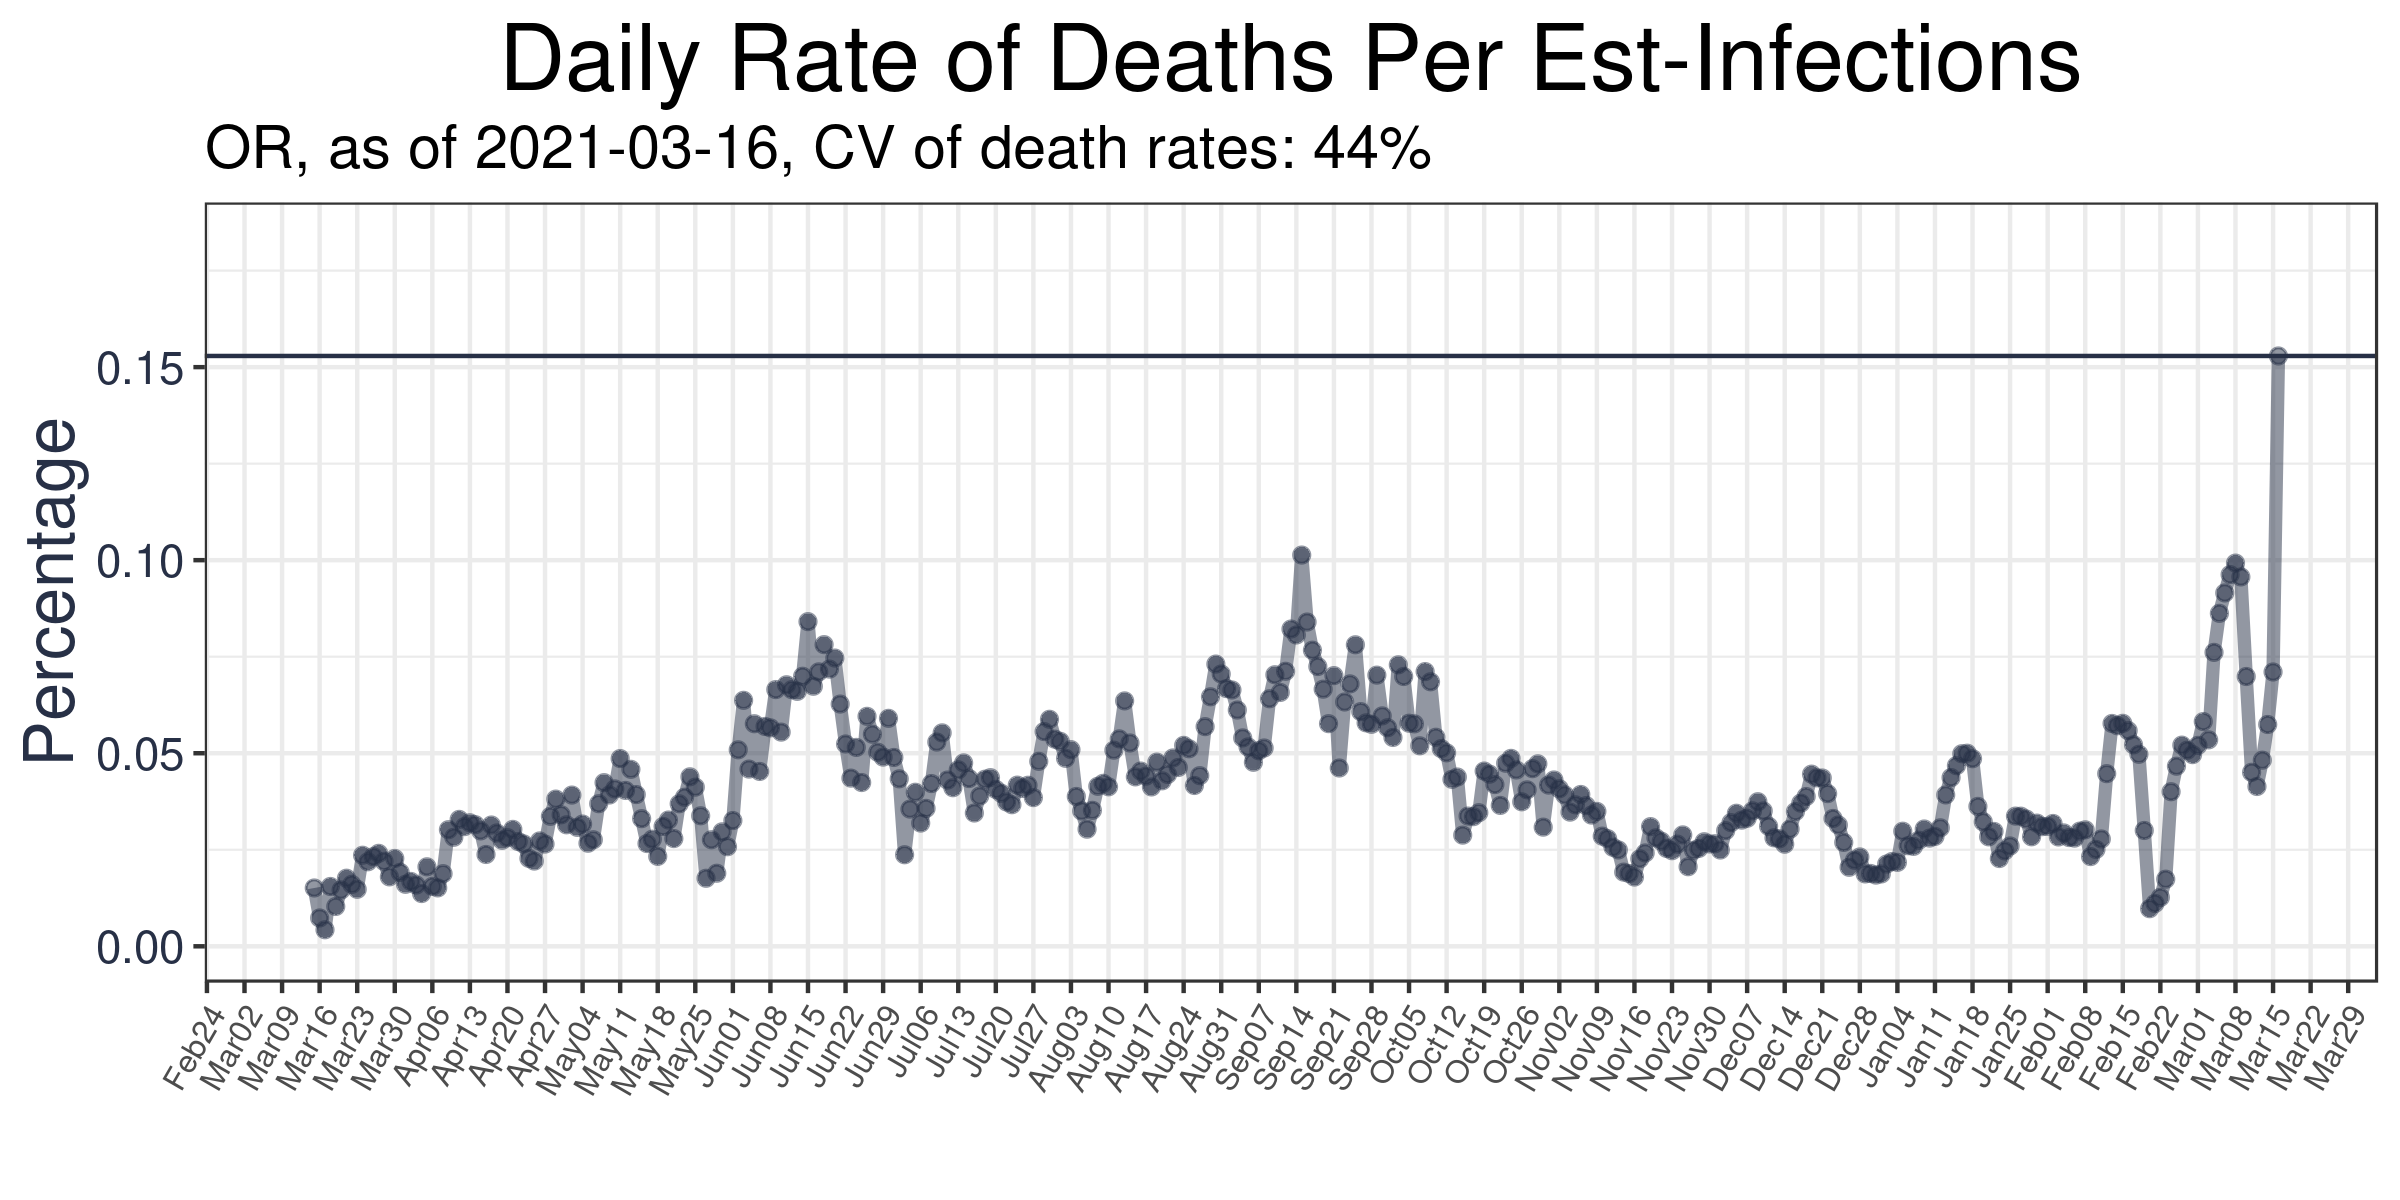 Daily Rate of Deaths Per Est-Infections
OR, as of 2021-03-16, CV of death rates: 44%
Percentage
0.15
0.10
0.05
0.00
Feb24
Mar02
Mar09
Mar16
Mar23
Mar30
Apr06
Apr13
Apr20
Apr27
May04
May11
May18
May25
Jun01
Jun08
Jun15
Jun22
Jun29
Jul06
Jul13
Jul20
Jul27
Aug03
Aug10
Aug17
Aug24
Aug31
Sep07
Sep14
Sep21
Sep28
Oct05
Oct12
Oct19
Oct26
Nov02
Nov09
Nov16
Nov23
Nov30
Dec07
Dec14
Dec21
Dec28
Jan04
Jan11
Jan18
Jan25
Feb01
Feb08
Feb15
Feb22
Mar01
Mar08
Mar15
Mar22
Mar29